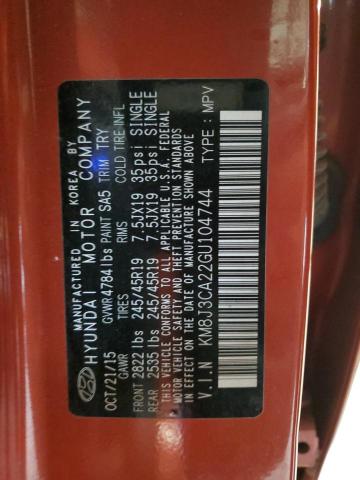 MANUFACTURED IN KOREA BY
HYUNDAI MOTOR COMPANY
OCT/21/15 GVWR 4784 lbs PAINT SA5 TRIM TRY
GAWR TIRES RIMS COLD TIRE INFL
FRONT 2822 lbs 245/45R19 7.5JX19 35psi SINGLE
REAR 2535 lbs 245/45R19 7.5JX19 35psi SINGLE
THIS VEHICLE CONFORMS TO ALL APPLICABLE U.S.A. FEDERAL
MOTOR VEHICLE SAFETY AND THEFT PREVENTION STANDARDS
IN EFFECT ON THE DATE OF MANUFACTURE SHOWN ABOVE.
V.I.N : KM8J3CA22GU104744 TYPE : MPV